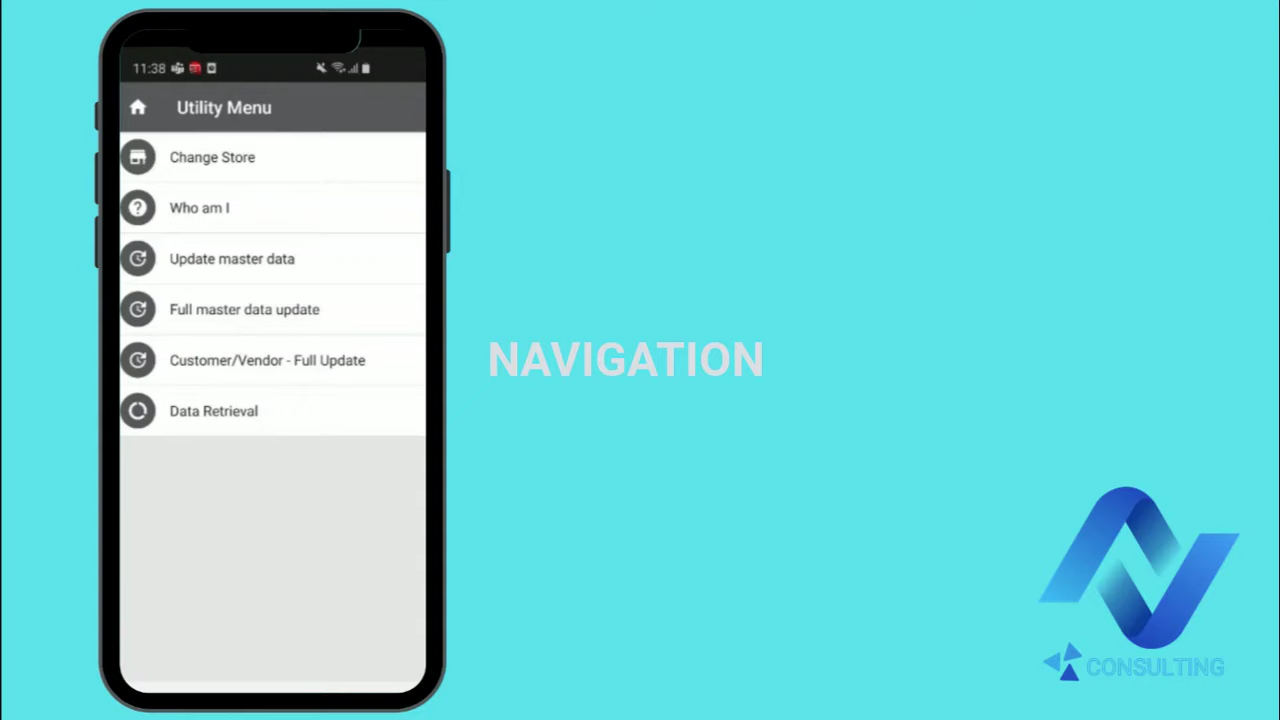 11:38
Utility Menu
Change Store
Who am I
Update master data
Full master data update
Customer/Vendor - Full Update
Data Retrieval
NAVIGATION
CONSULTING